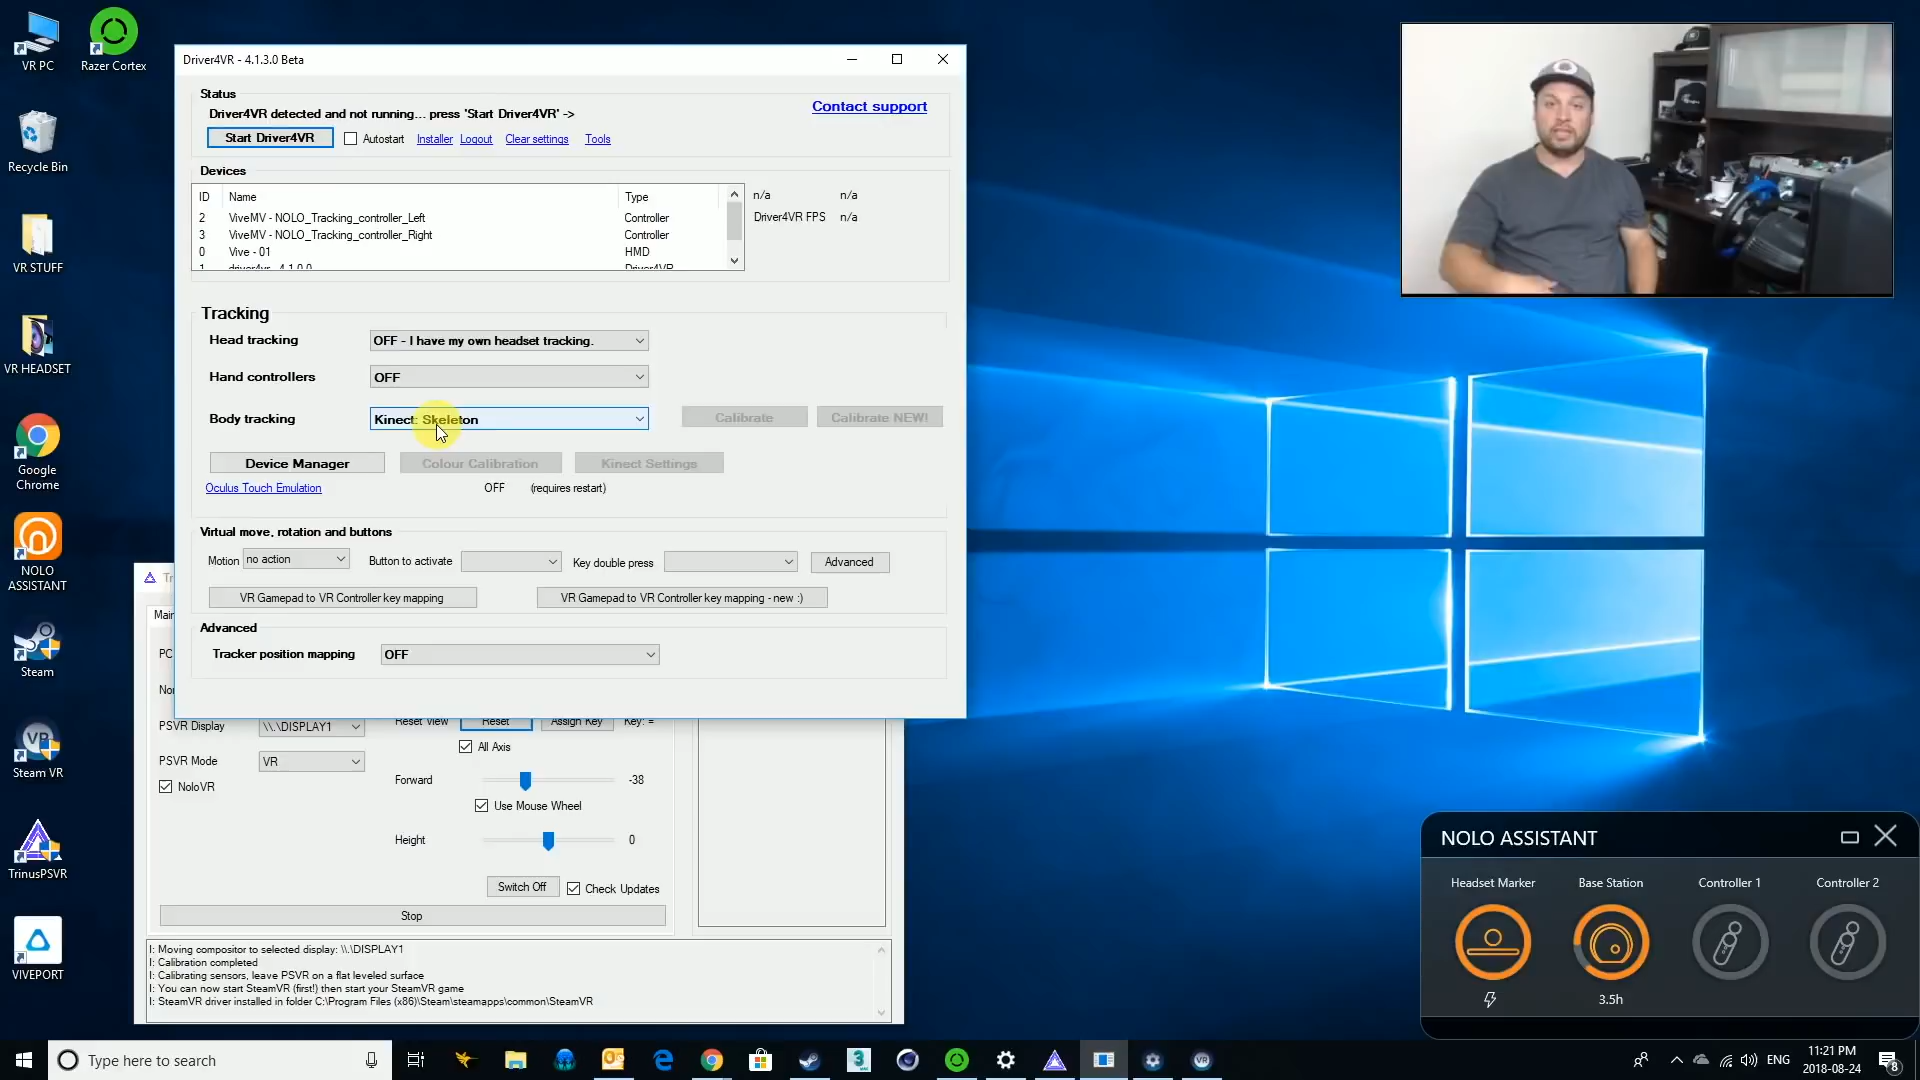 VR PC
Razer Cortex
Recycle Bin
VR STUFF
VR HEADSET
Google
Chrome
NOLO
ASSISTANT
Steam
Steam VR
TrinusPSVR
VIVEPORT
Driver4VR - 4.1.3.0 Beta
Status
Driver4VR detected and not running... press 'Start Driver4VR' ->
Contact support
Start Driver4VR
Autostart
Installer
Logout
Clear settings
Tools
Devices
ID Name Type
2 ViveMV - NOLO_Tracking_controller_Left Controller
3 ViveMV - NOLO_Tracking_controller_Right Controller
0 Vive - 01 HMD
1 driver4vr - 4.1.0.0 Driver4VR
n/a n/a
Driver4VR FPS n/a
Tracking
Head tracking OFF - I have my own headset tracking.
Hand controllers OFF
Body tracking Kinect: Skeleton Calibrate Calibrate NEW!
Device Manager Colour Calibration Kinect Settings
Oculus Touch Emulation OFF (requires restart)
Virtual move, rotation and buttons
Motion no action Button to activate Key double press Advanced
VR Gamepad to VR Controller key mapping VR Gamepad to VR Controller key mapping - new :)
Advanced
Tracker position mapping OFF
Main
PC
PSVR Display \\.\DISPLAY1
Reset View Reset Assign Key Key: =
All Axis
PSVR Mode VR
NoloVR
Forward -38
Use Mouse Wheel
Height 0
Switch Off Check Updates
Stop
I: Moving compositor to selected display: \\.\DISPLAY1
I: Calibration completed
I: Calibrating sensors, leave PSVR on a flat leveled surface
I: You can now start SteamVR (first!) then start your SteamVR game
I: SteamVR driver installed in folder C:\Program Files (x86)\Steam\steamapps\common\SteamVR
NOLO ASSISTANT
Headset Marker Base Station Controller 1 Controller 2
3.5h
Type here to search
ENG
11:21 PM
2018-08-24
8